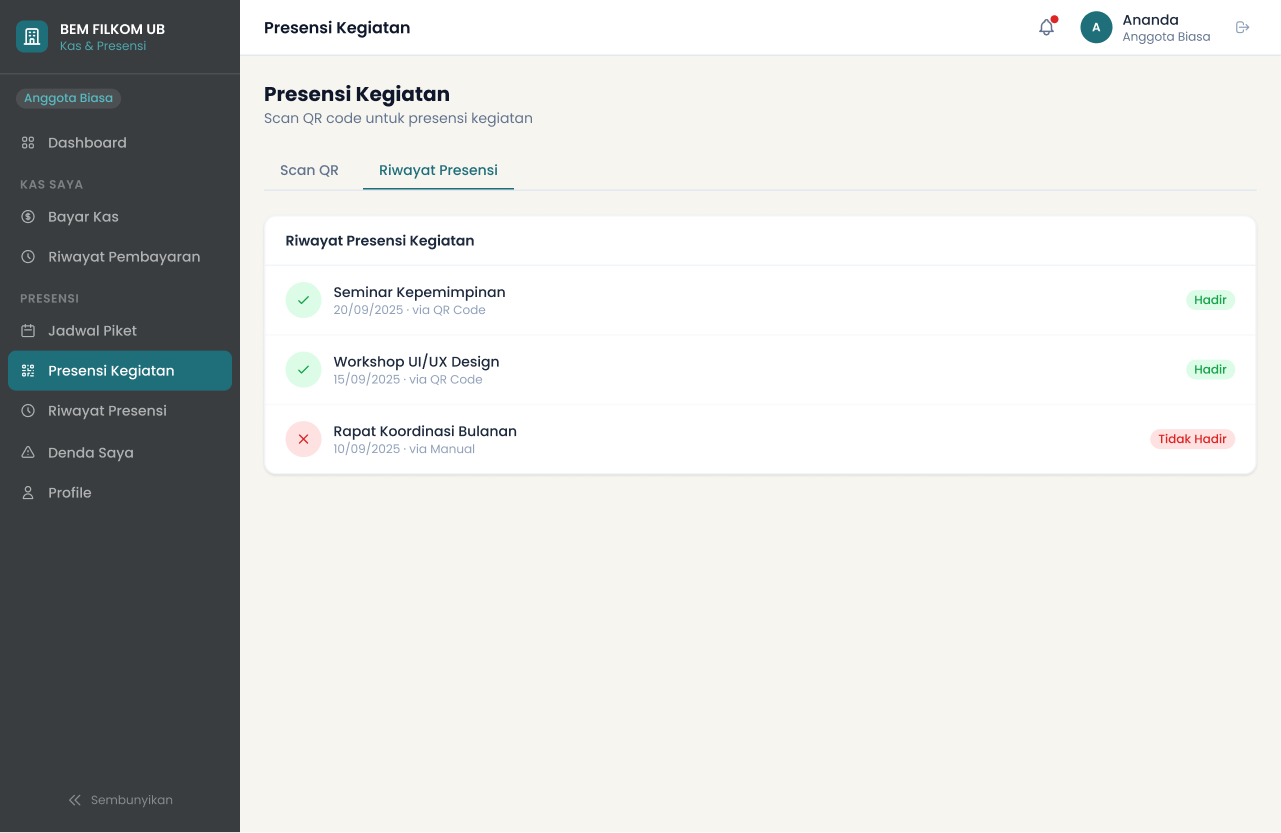 BEM FILKOM UB
Kas & Presensi
Anggota Biasa
Dashboard
KAS SAYA
Bayar Kas
Riwayat Pembayaran
PRESENSI
Jadwal Piket
Presensi Kegiatan
Riwayat Presensi
Denda Saya
Profile
Sembunyikan
Presensi Kegiatan
A
Ananda
Anggota Biasa
Presensi Kegiatan
Scan QR code untuk presensi kegiatan
Scan QR
Riwayat Presensi
Riwayat Presensi Kegiatan
Seminar Kepemimpinan
20/09/2025 · via QR Code
Hadir
Workshop UI/UX Design
15/09/2025 · via QR Code
Hadir
Rapat Koordinasi Bulanan
10/09/2025 · via Manual
Tidak Hadir